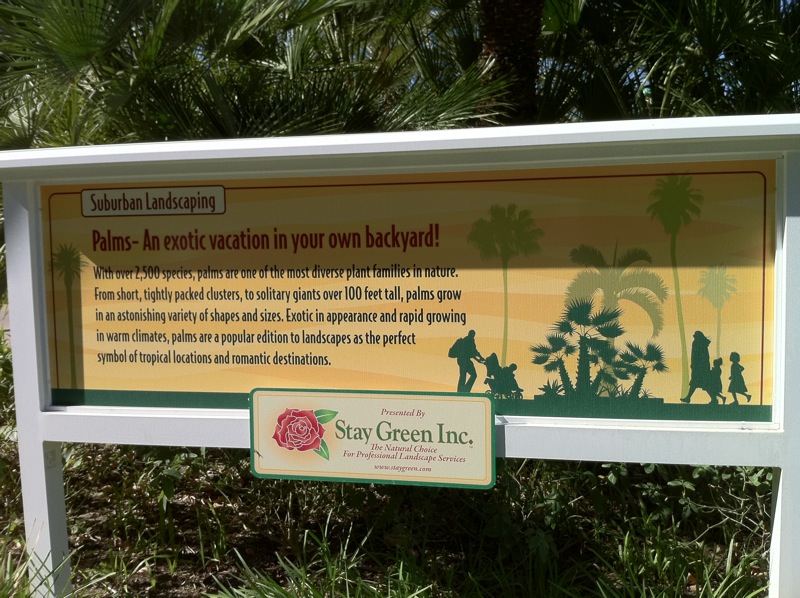 Suburban Landscaping
Palms- An exotic vacation in your own backyard!
With over 2,500 species, palms are one of the most diverse plant families in nature.
From short, tightly packed clusters, to solitary giants over 100 feet tall, palms grow
in an astonishing variety of shapes and sizes. Exotic in appearance and rapid growing
in warm climates, palms are a popular edition to landscapes as the perfect
symbol of tropical locations and romantic destinations.
Presented By
Stay Green Inc.
The Natural Choice
For Professional Landscape Services
www.staygreen.com